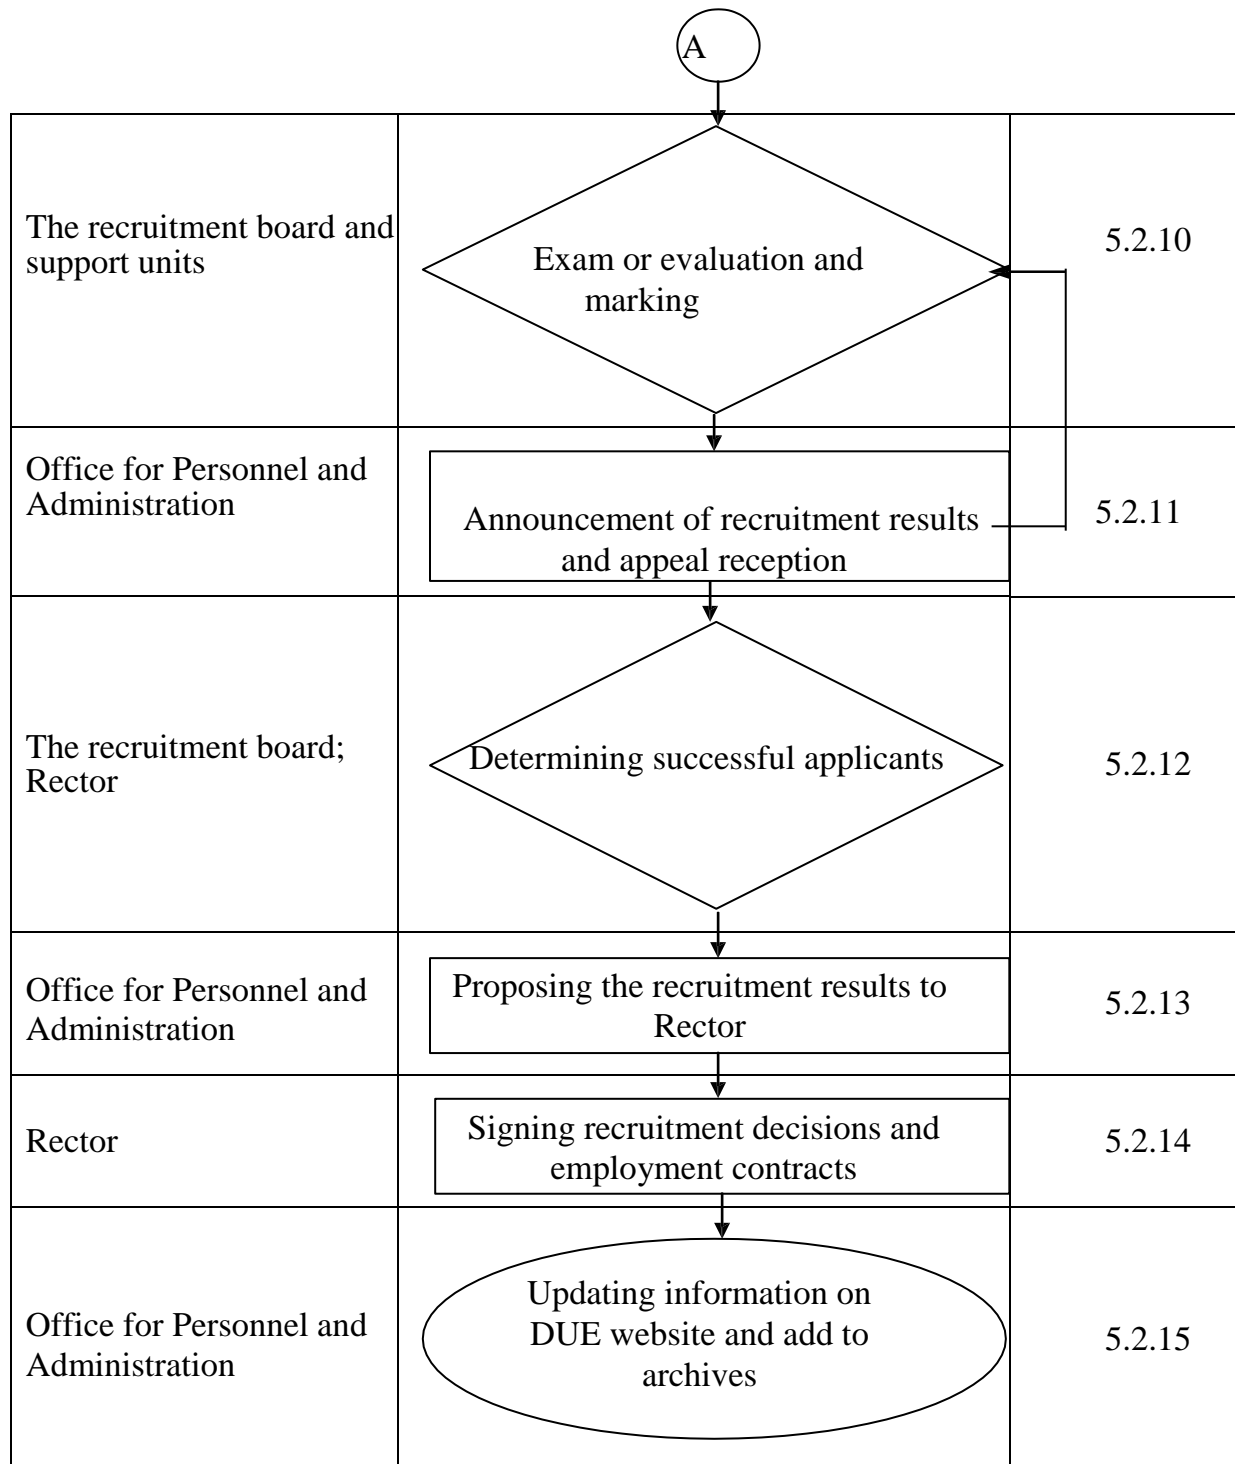 A
The recruitment board and
support units
Exam or evaluation and
marking
5.2.10
Office for Personnel and
Administration
Announcement of recruitment results
and appeal reception
5.2.11
The recruitment board;
Rector
Determining successful applicants
5.2.12
Office for Personnel and
Administration
Proposing the recruitment results to
Rector
5.2.13
Rector
Signing recruitment decisions and
employment contracts
5.2.14
Office for Personnel and
Administration
Updating information on
DUE website and add to
archives
5.2.15